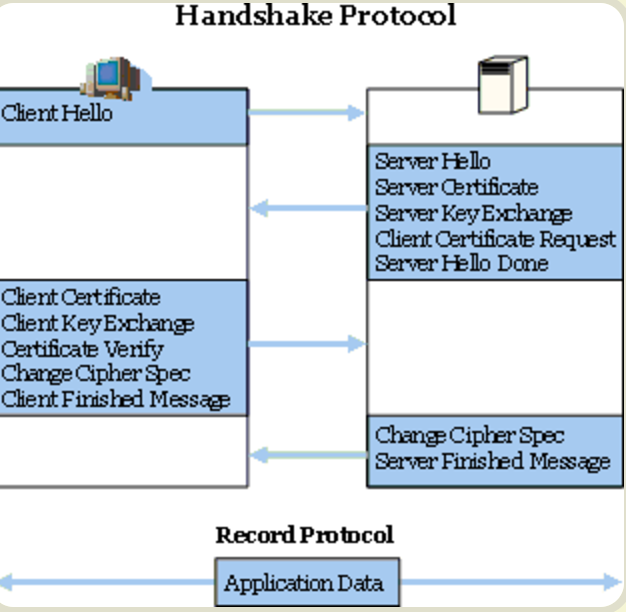 Handshake Protocol
Client Hello
Server Hello
Server Certificate
Server Key Exchange
Client Certificate Request
Server Hello Done
Client Certificate
Client Key Exchange
Certificate Verify
Change Cipher Spec
Client Finished Message
Change Cipher Spec
Server Finished Message
Record Protocol
Application Data